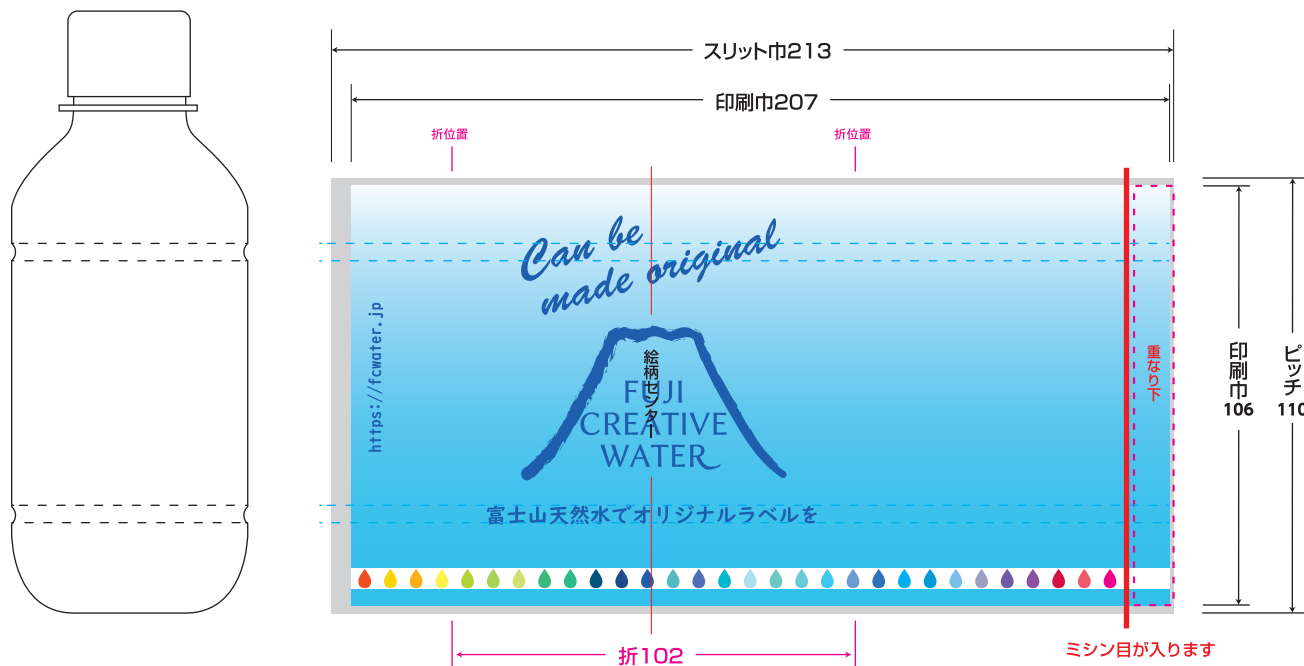 スリット巾213
印刷巾207
折位置
折位置
Can be
made original
https://fcwater.jp
絵柄センター
FUJI
CREATIVE
WATER
富士山天然水でオリジナルラベルを
重なり下
印刷巾
106
ピッチ
110
折102
ミシン目が入ります